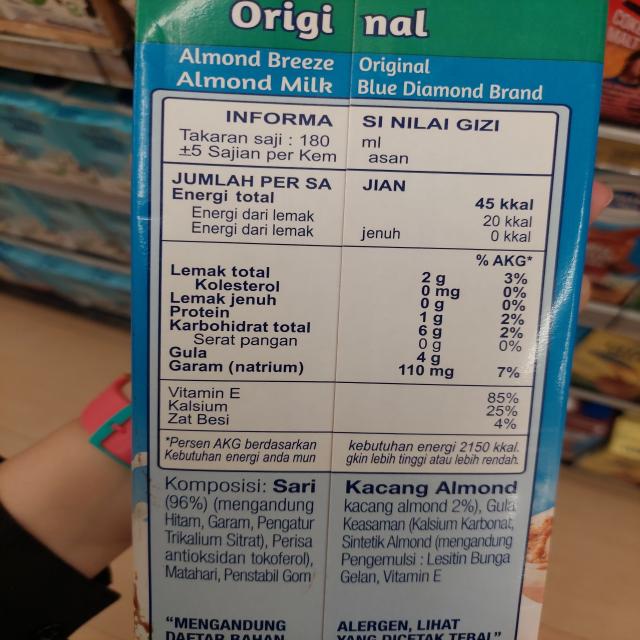 Origi nal
Almond Breeze Original
Almond Milk Blue Diamond Brand
INFORMA SI NILAI GIZI
Takaran saji : 180 ml
±5 Sajian per Kem asan
JUMLAH PER SA JIAN
Energi total 45 kkal
Energi dari lemak 20 kkal
Energi dari lemak jenuh 0 kkal
% AKG*
Lemak total 2 g 3%
Kolesterol 0 mg 0%
Lemak jenuh 0 g 0%
Protein 1 g 2%
Karbohidrat total 6 g 2%
Serat pangan 0 g 0%
Gula 4 g
Garam (natrium) 110 mg 7%
Vitamin E 85%
Kalsium 25%
Zat Besi 4%
*Persen AKG berdasarkan kebutuhan energi 2150 kkal.
Kebutuhan energi anda mun gkin lebih tinggi atau lebih rendah.
Komposisi: Sari Kacang Almond
(96%) (mengandung kacang almond 2%), Gula
Hitam, Garam, Pengatur Keasaman (Kalsium Karbonat,
Trikalium Sitrat), Perisa Sintetik Almond (mengandung
antioksidan tokoferol), Pengemulsi : Lesitin Bunga
Matahari, Penstabil Gom Gelan, Vitamin E
"MENGANDUNG ALERGEN, LIHAT
DAFTAR BAHAN YANG DICETAK TEBAL"